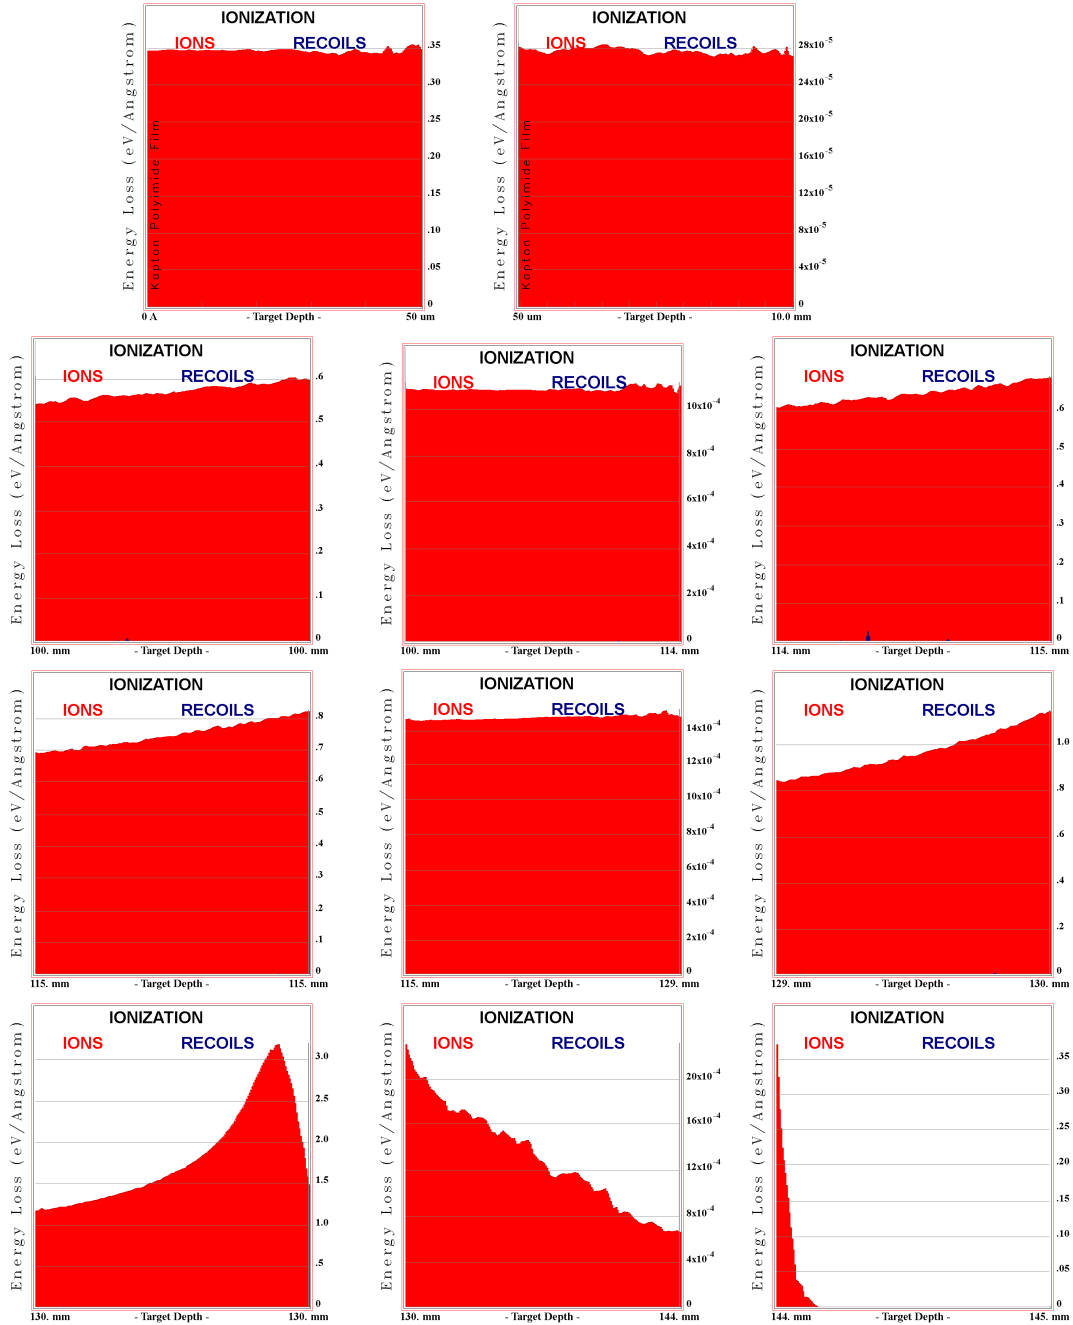 IONIZATION
IONS RECOILS
Energy Loss (eV/Angstrom)
Kapton Polyimide Film
.35
.30
.25
.20
.15
.10
.05
0
0 A - Target Depth - 50 um
IONIZATION
IONS RECOILS
Energy Loss (eV/Angstrom)
Kapton Polyimide Film
28x10-5
24x10-5
20x10-5
16x10-5
12x10-5
8x10-5
4x10-5
0
50 um - Target Depth - 10.0 mm
IONIZATION
IONS RECOILS
Energy Loss (eV/Angstrom)
.6
.5
.4
.3
.2
.1
0
100. mm - Target Depth - 100. mm
IONIZATION
IONS RECOILS
Energy Loss (eV/Angstrom)
10x10-4
8x10-4
6x10-4
4x10-4
2x10-4
0
100. mm - Target Depth - 114. mm
IONIZATION
IONS RECOILS
Energy Loss (eV/Angstrom)
.6
.5
.4
.3
.2
.1
0
114. mm - Target Depth - 115. mm
IONIZATION
IONS RECOILS
Energy Loss (eV/Angstrom)
.8
.7
.6
.5
.4
.3
.2
.1
0
115. mm - Target Depth - 115. mm
IONIZATION
IONS RECOILS
Energy Loss (eV/Angstrom)
14x10-4
12x10-4
10x10-4
8x10-4
6x10-4
4x10-4
2x10-4
0
115. mm - Target Depth - 129. mm
IONIZATION
IONS RECOILS
Energy Loss (eV/Angstrom)
1.0
.8
.6
.4
.2
0
129. mm - Target Depth - 130. mm
IONIZATION
IONS RECOILS
Energy Loss (eV/Angstrom)
3.0
2.5
2.0
1.5
1.0
.5
0
130. mm - Target Depth - 130. mm
IONIZATION
IONS RECOILS
Energy Loss (eV/Angstrom)
20x10-4
16x10-4
12x10-4
8x10-4
4x10-4
0
130. mm - Target Depth - 144. mm
IONIZATION
IONS RECOILS
Energy Loss (eV/Angstrom)
.35
.30
.25
.20
.15
.10
.05
0
144. mm - Target Depth - 145. mm